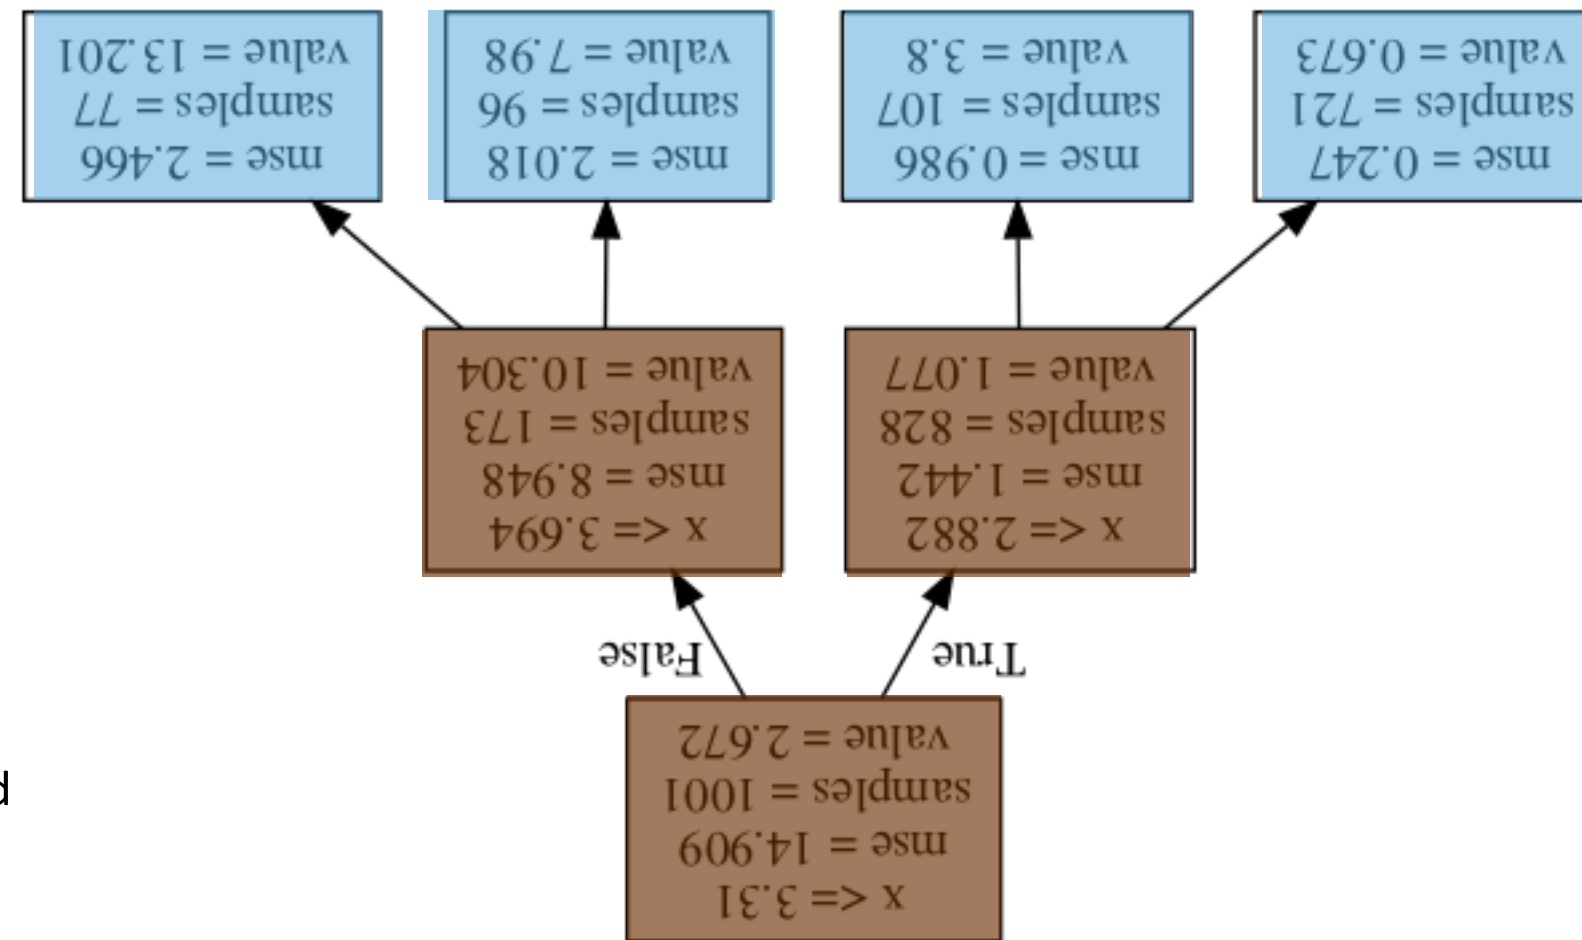 x <= 3.31
mse = 14.909
samples = 1001
value = 2.672
True
False
x <= 2.882
mse = 1.442
samples = 828
value = 1.077
x <= 3.694
mse = 8.948
samples = 173
value = 10.304
mse = 0.247
samples = 721
value = 0.673
mse = 0.986
samples = 107
value = 3.8
mse = 2.018
samples = 96
value = 7.98
mse = 2.466
samples = 77
value = 13.201